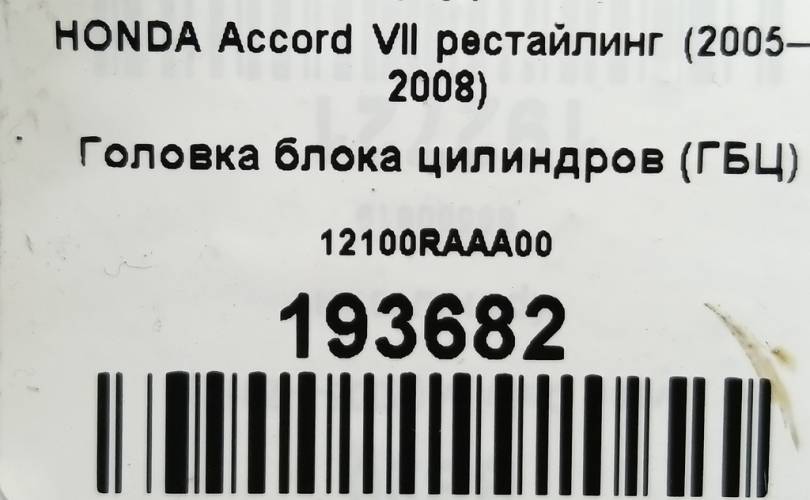 HONDA Accord VII рестайлинг (2005—
2008)
Головка блока цилиндров (ГБЦ)
12100RAAA00
193682